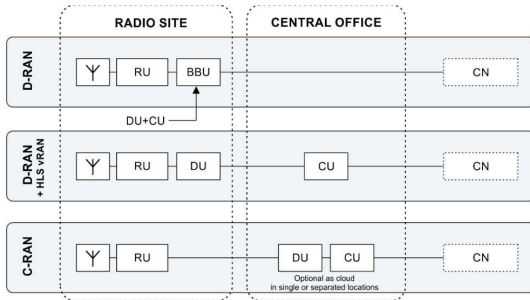 RADIO SITE
CENTRAL OFFICE
D-RAN
RU
BBU
CN
DU+CU
D-RAN
+ HLS vRAN
RU
DU
CU
CN
C-RAN
RU
DU
CU
CN
Optional as cloud
in single or separated locations